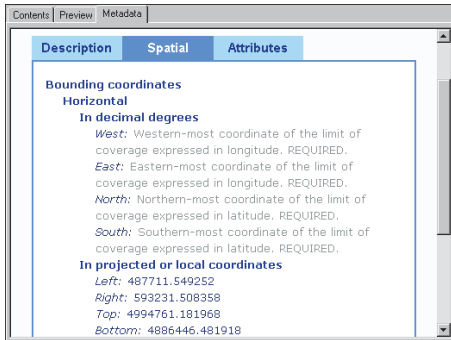 Contents Preview Metadata
Description Spatial Attributes
Bounding coordinates
Horizontal
In decimal degrees
West: Western-most coordinate of the limit of
coverage expressed in longitude. REQUIRED.
East: Eastern-most coordinate of the limit of
coverage expressed in longitude. REQUIRED.
North: Northern-most coordinate of the limit of
coverage expressed in latitude. REQUIRED.
South: Southern-most coordinate of the limit of
coverage expressed in latitude. REQUIRED.
In projected or local coordinates
Left: 487711.549252
Right: 593231.508358
Top: 4994761.181968
Bottom: 4886446.481918